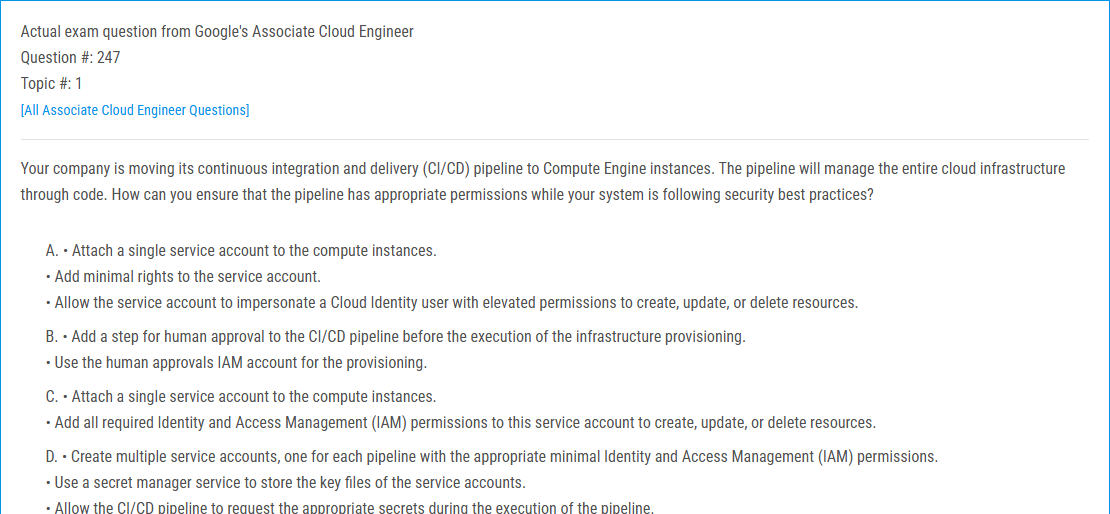 Actual exam question from Google's Associate Cloud Engineer
Question #: 247
Topic #: 1
[All Associate Cloud Engineer Questions]
Your company is moving its continuous integration and delivery (CI/CD) pipeline to Compute Engine instances. The pipeline will manage the entire cloud infrastructure
through code. How can you ensure that the pipeline has appropriate permissions while your system is following security best practices?
A. • Attach a single service account to the compute instances.
• Add minimal rights to the service account.
• Allow the service account to impersonate a Cloud Identity user with elevated permissions to create, update, or delete resources.
B. • Add a step for human approval to the CI/CD pipeline before the execution of the infrastructure provisioning.
• Use the human approvals IAM account for the provisioning.
C. • Attach a single service account to the compute instances.
• Add all required Identity and Access Management (IAM) permissions to this service account to create, update, or delete resources.
D. • Create multiple service accounts, one for each pipeline with the appropriate minimal Identity and Access Management (IAM) permissions.
• Use a secret manager service to store the key files of the service accounts.
• Allow the CI/CD pipeline to request the appropriate secrets during the execution of the pipeline.